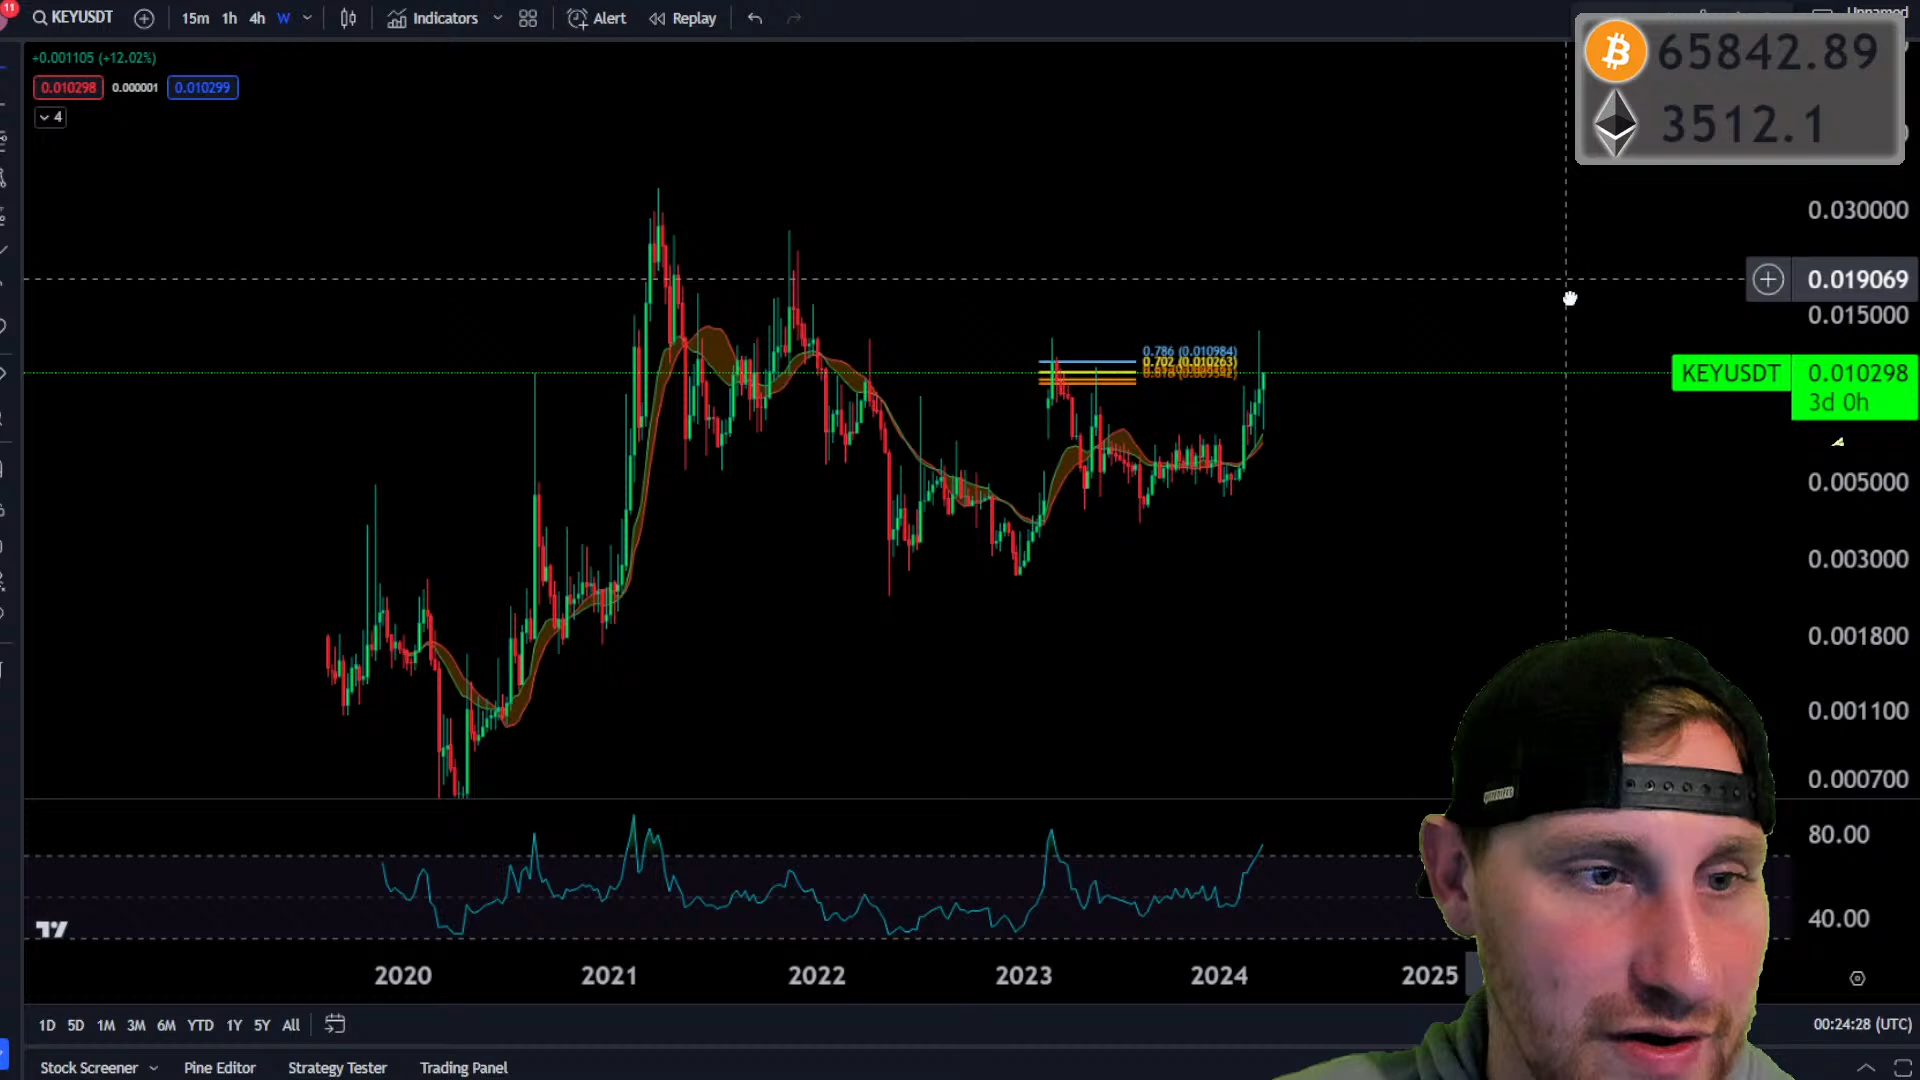 11
KEYUSDT
15m 1h 4h W
Indicators
Alert
Replay
Unnamed
65842.89
3512.1
+0.001105 (+12.02%)
0.010298 0.000001 0.010299
4
0.030000
0.019069
0.015000
0.786 (0.010984)
0.702 (0.010263)
KEYUSDT 0.010298
3d 0h
0.005000
0.003000
0.001800
0.001100
0.000700
80.00
40.00
2020 2021 2022 2023 2024 2025
1D 5D 1M 3M 6M YTD 1Y 5Y All
00:24:28 (UTC)
Stock Screener
Pine Editor
Strategy Tester
Trading Panel